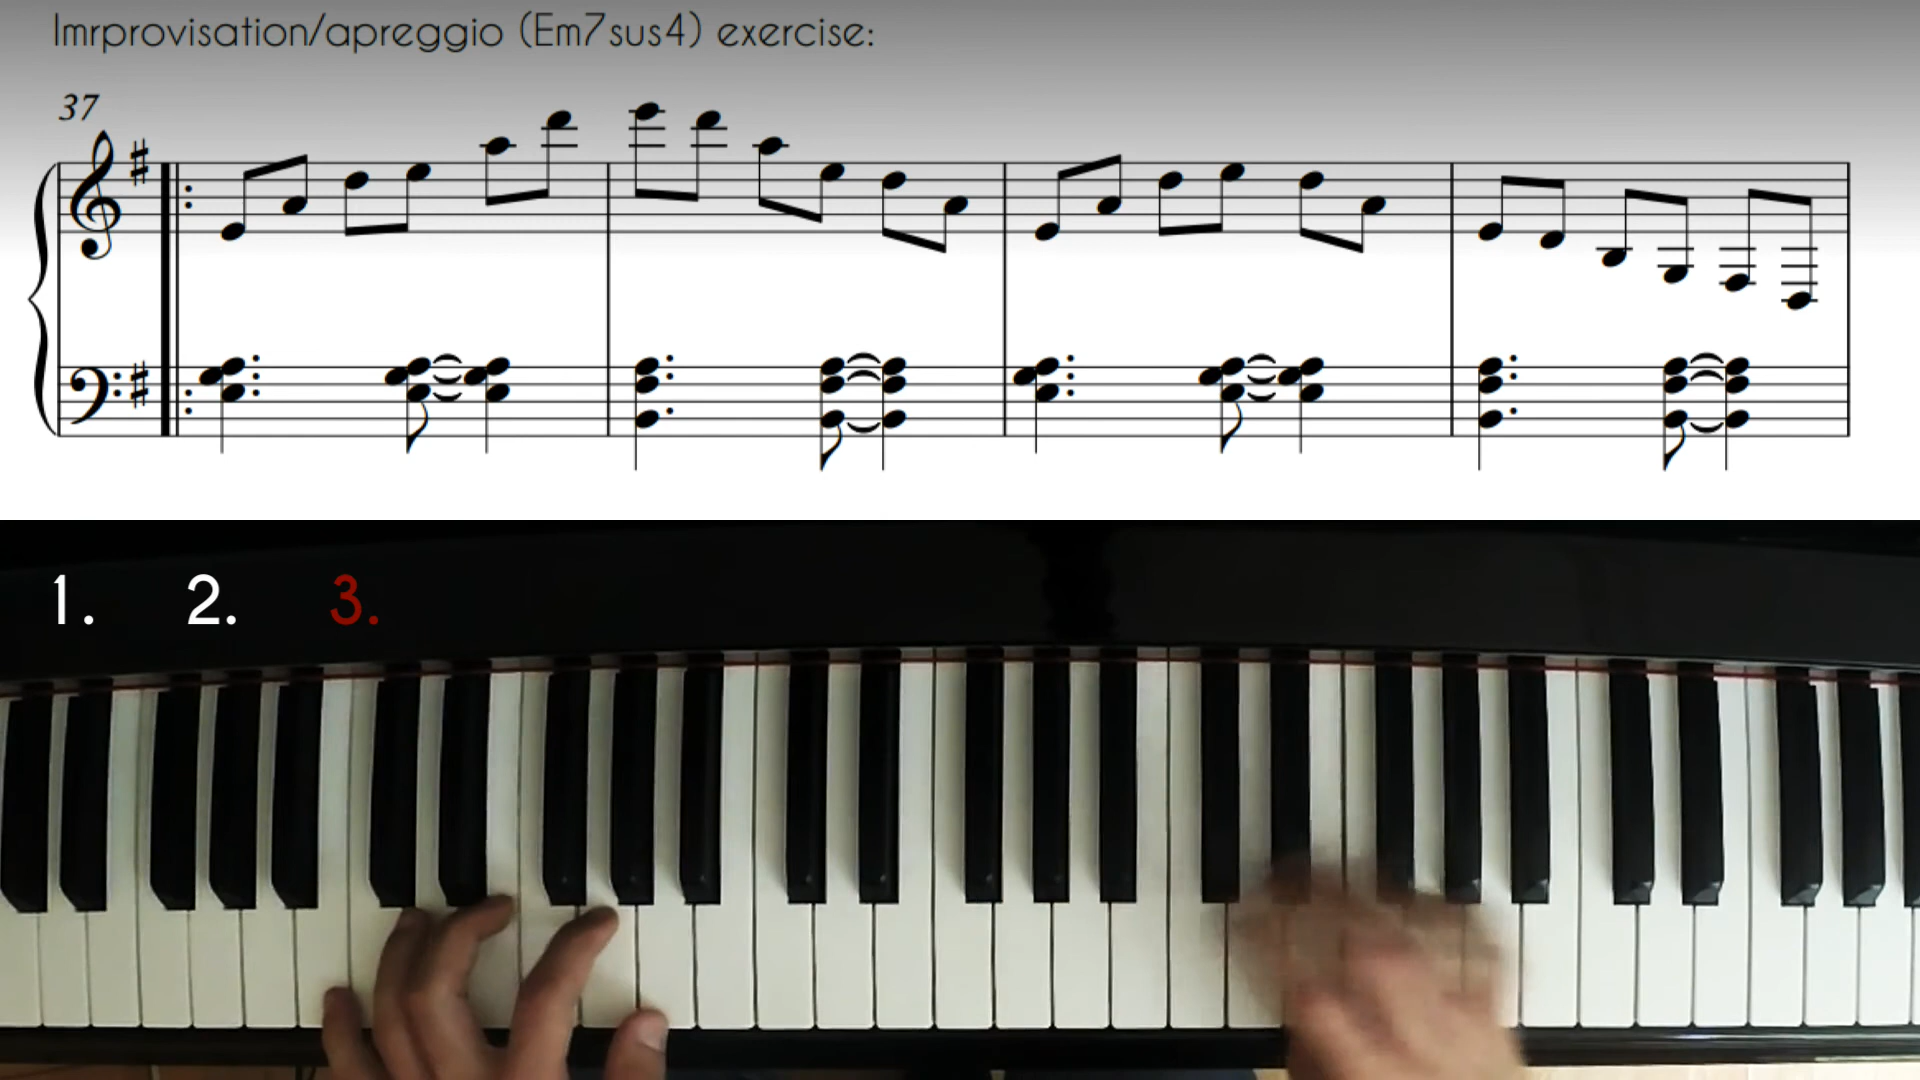 Imrprovisation/apreggio (Em7sus4) exercise:
37
1. 2. 3.